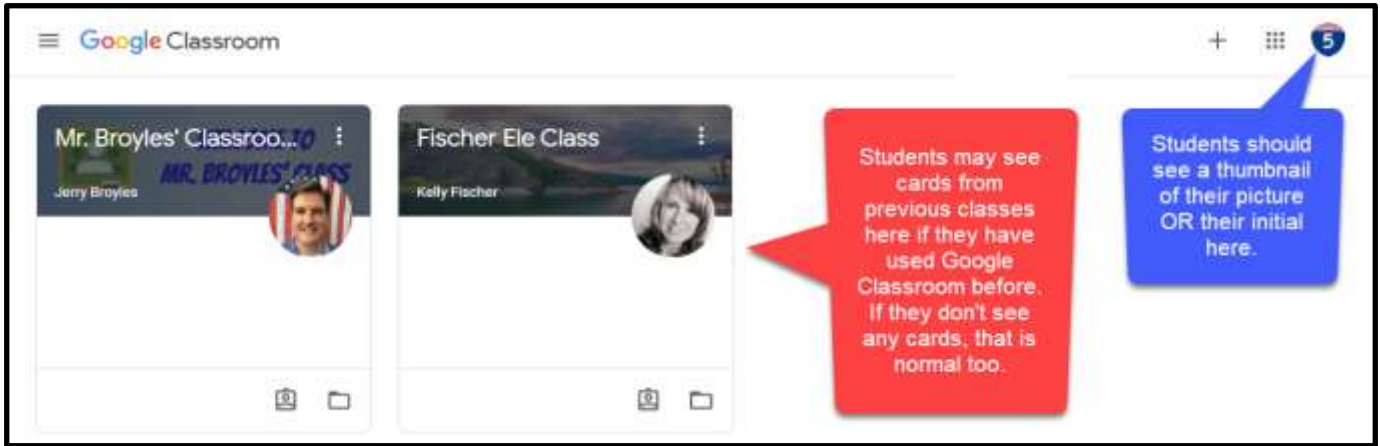 Google Classroom
5
Mr. Broyles' Classroo...
TO
MR. BROYLES' CLASS
Jerry Broyles
Fischer Ele Class
Kelly Fischer
Students may see
cards from
previous classes
here if they have
used Google
Classroom before.
If they don't see
any cards, that is
normal too.
Students should
see a thumbnail
of their picture
OR their initial
here.